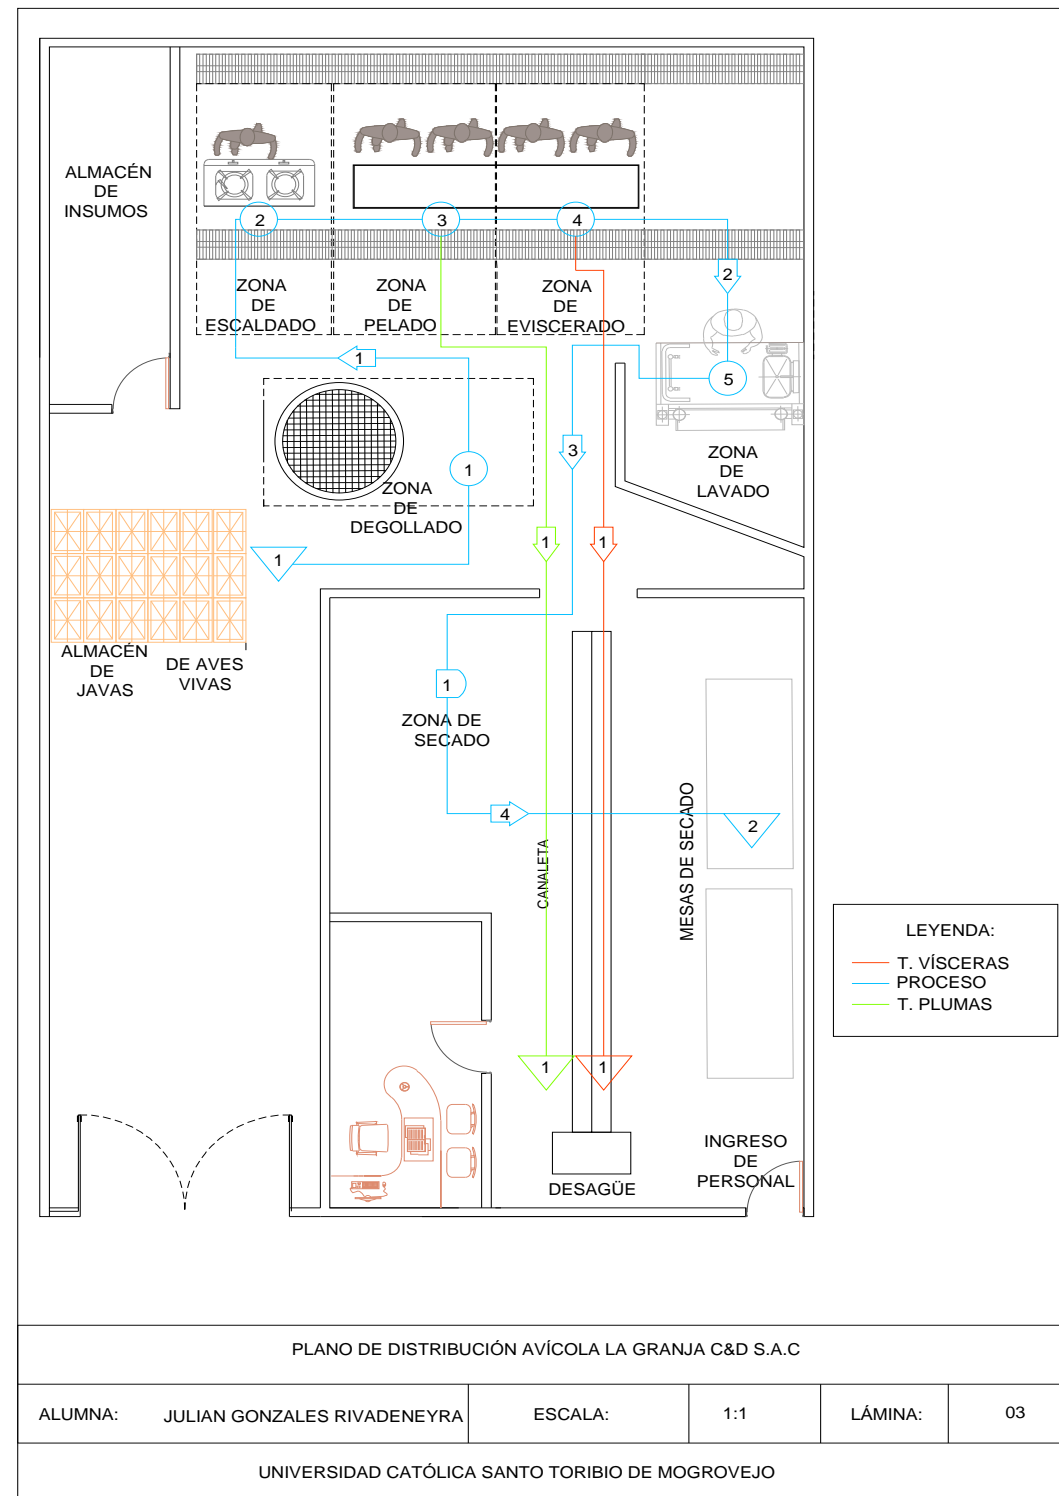 ALMACÉN
DE
INSUMOS
2
3
4
ZONA
DE
ESCALDADO
ZONA
DE
PELADO
ZONA
DE
EVISCERADO
2
1
5
1
3
ZONA
DE
LAVADO
ZONA
DE
DEGOLLADO
1
1
1
ALMACÉN
DE
JAVAS
DE AVES
VIVAS
1
ZONA DE
SECADO
4
2
MESAS DE SECADO
CANALETA
1
1
LEYENDA:
T. VÍSCERAS
PROCESO
T. PLUMAS
INGRESO
DE
PERSONAL
DESAGÜE
PLANO DE DISTRIBUCIÓN AVÍCOLA LA GRANJA C&D S.A.C
ALUMNA: JULIAN GONZALES RIVADENEYRA ESCALA: 1:1 LÁMINA: 03
UNIVERSIDAD CATÓLICA SANTO TORIBIO DE MOGROVEJO